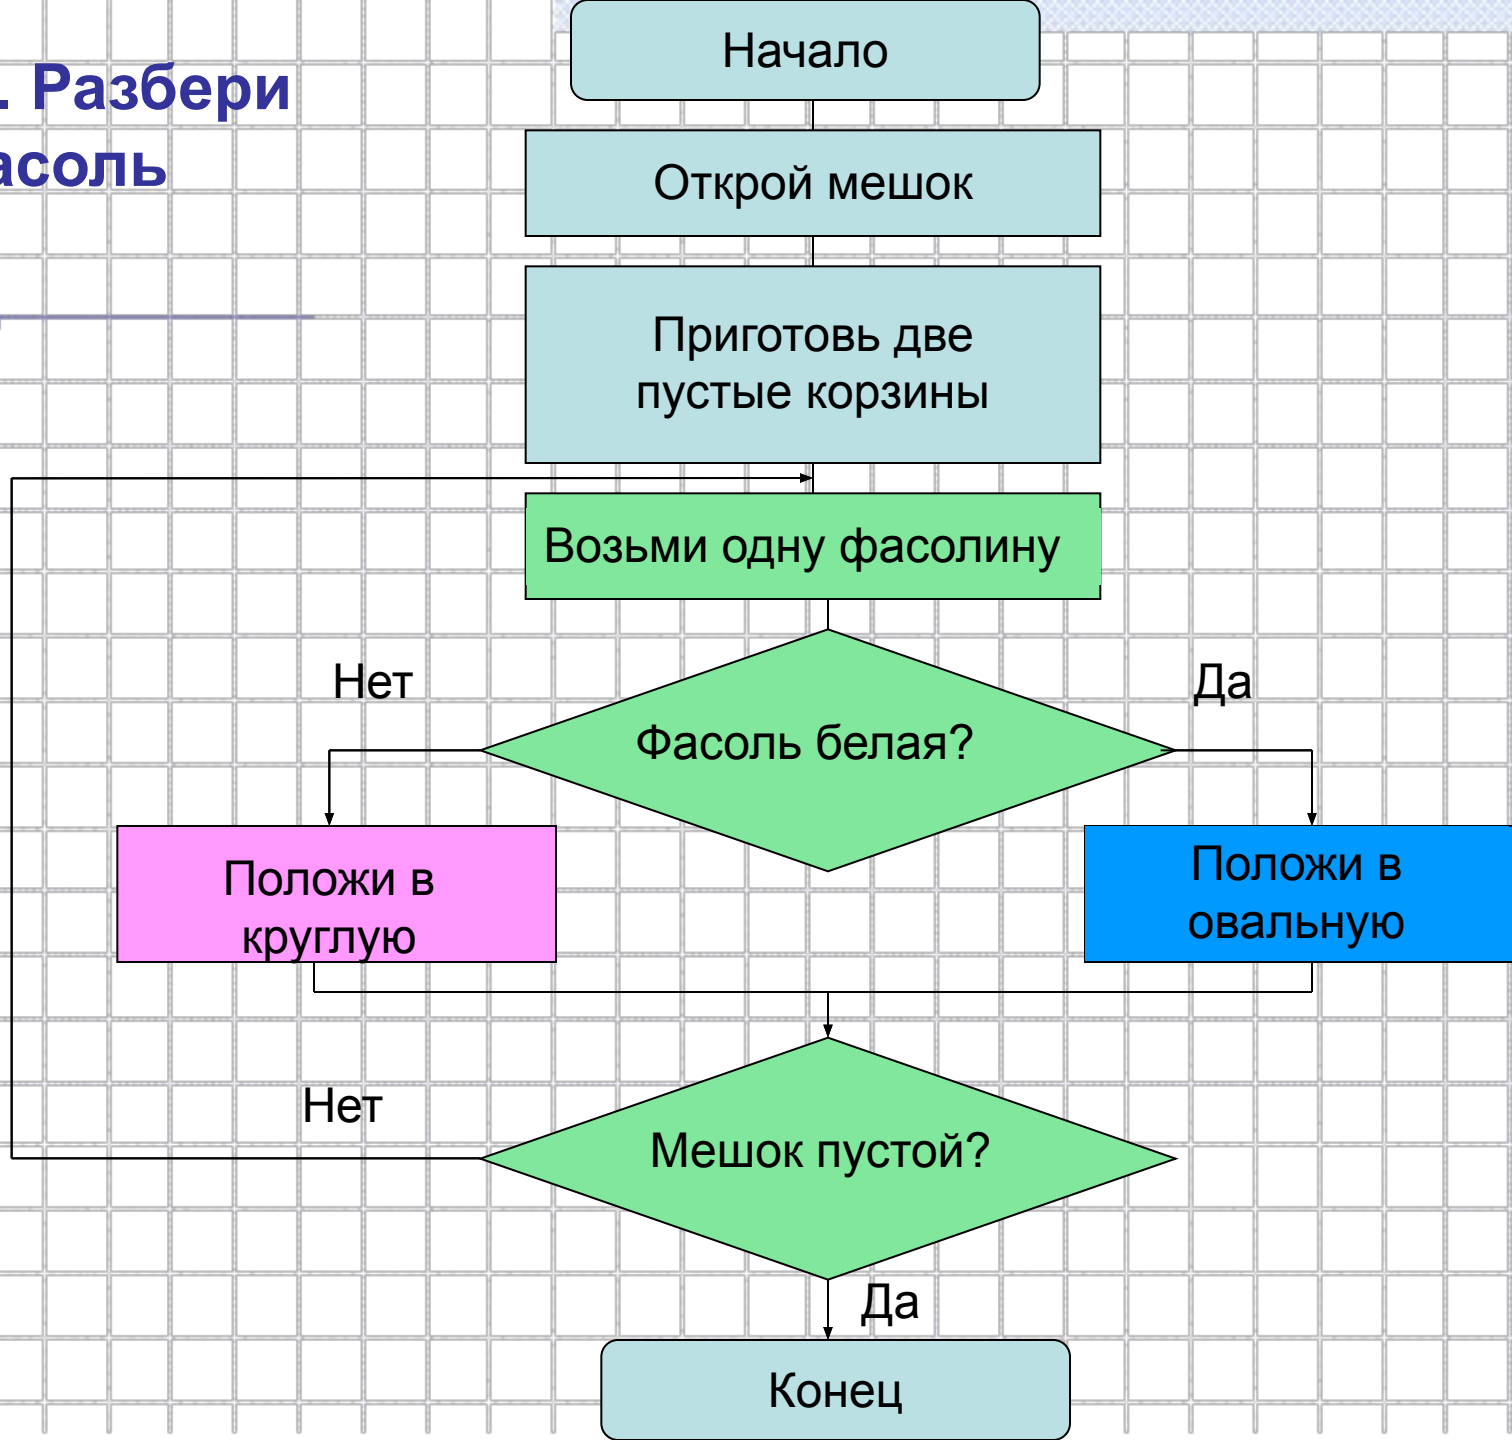 . Разбери
асоль
Начало
Открой мешок
Приготовь две
пустые корзины
Возьми одну фасолину
Нет
Да
Фасоль белая?
Положи в
круглую
Положи в
овальную
Нет
Мешок пустой?
Да
Конец